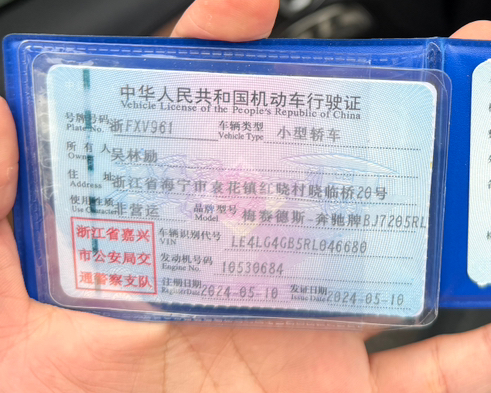 中华人民共和国机动车行驶证
Vehicle License of the People's Republic of China
号牌号码 Plate No. 浙FXV961 车辆类型 Vehicle Type 小型轿车
所有人 Owner 吴林励
住址 Address 浙江省海宁市袁花镇红晓村晓临桥20号
使用性质 Use Character 非营运 品牌型号 Model 梅赛德斯-奔驰牌BJ7205RL
浙江省嘉兴市公安局交通警察支队
车辆识别代号 VIN LE4LG4GB5RL046680
发动机号码 Engine No. 10530684
注册日期 Register Date 2024-05-10 发证日期 Issue Date 2024-05-10